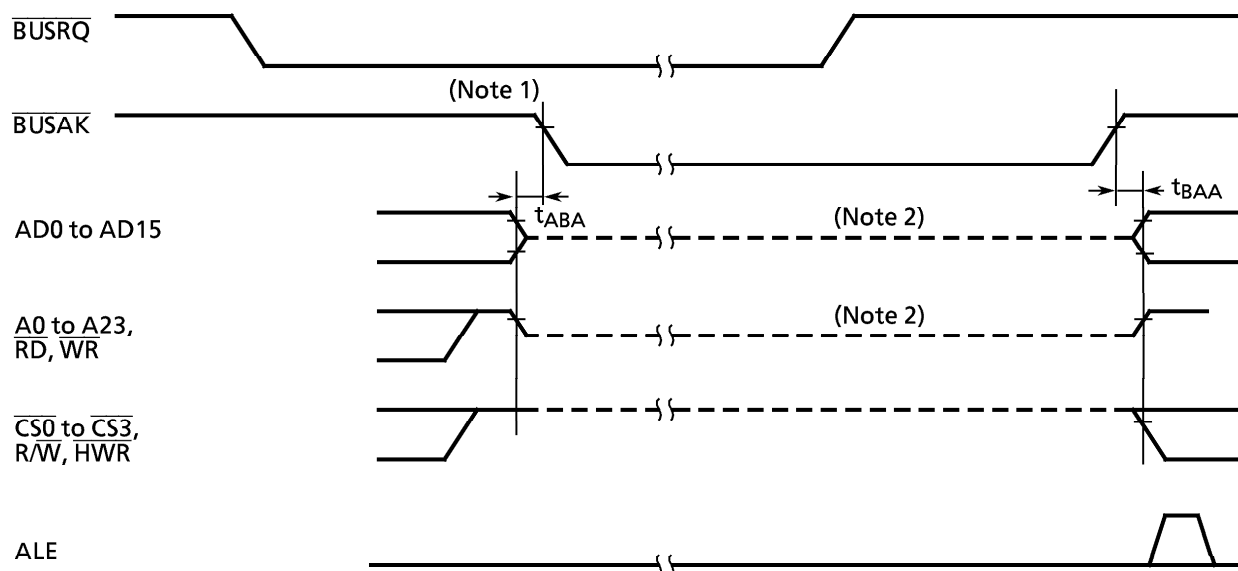 BUSRQ
(Note 1)
BUSAK
tBAA
tABA
(Note 2)
AD0 to AD15
(Note 2)
A0 to A23,
RD, WR
CS0 to CS3,
R/W, HWR
ALE